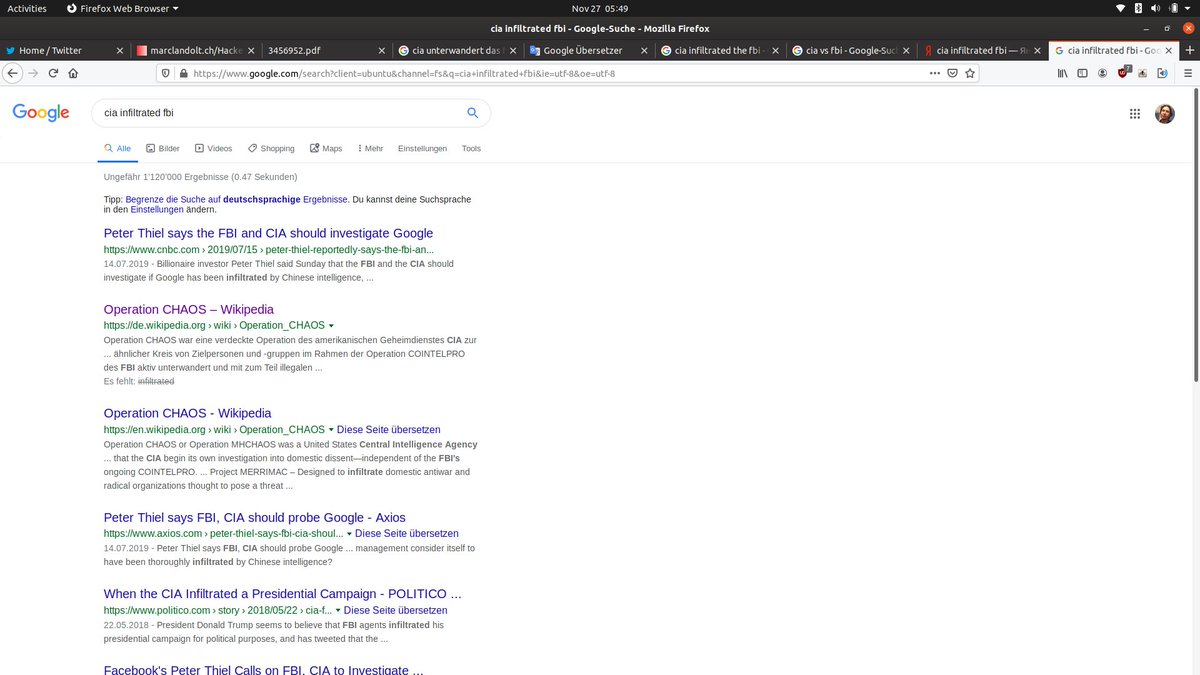 Activities Firefox Web Browser Nov 27 05:49
cia infiltrated fbi - Google-Suche - Mozilla Firefox
Home / Twitter marclandolt.ch/Hacke 3456952.pdf cia unterwandert das Google Übersetzer cia infiltrated the fbi - cia vs fbi - Google-Suc cia infiltrated fbi — Я cia infiltrated fbi - Goo
https://www.google.com/search?client=ubuntu&channel=fs&q=cia+infiltrated+fbi&ie=utf-8&oe=utf-8
7
Google cia infiltrated fbi
Alle Bilder Videos Shopping Maps Mehr Einstellungen Tools
Ungefähr 1'120'000 Ergebnisse (0.47 Sekunden)
Tipp: Begrenze die Suche auf deutschsprachige Ergebnisse. Du kannst deine Suchsprache
in den Einstellungen ändern.
Peter Thiel says the FBI and CIA should investigate Google
https://www.cnbc.com › 2019/07/15 › peter-thiel-reportedly-says-the-fbi-an...
14.07.2019 - Billionaire investor Peter Thiel said Sunday that the FBI and the CIA should
investigate if Google has been infiltrated by Chinese intelligence, ...
Operation CHAOS – Wikipedia
https://de.wikipedia.org › wiki › Operation_CHAOS
Operation CHAOS war eine verdeckte Operation des amerikanischen Geheimdienstes CIA zur
... ähnlicher Kreis von Zielpersonen und -gruppen im Rahmen der Operation COINTELPRO
des FBI aktiv unterwandert und mit zum Teil illegalen ...
Es fehlt: infiltrated
Operation CHAOS - Wikipedia
https://en.wikipedia.org › wiki › Operation_CHAOS Diese Seite übersetzen
Operation CHAOS or Operation MHCHAOS was a United States Central Intelligence Agency
... that the CIA begin its own investigation into domestic dissent—independent of the FBI's
ongoing COINTELPRO. ... Project MERRIMAC – Designed to infiltrate domestic antiwar and
radical organizations thought to pose a threat ...
Peter Thiel says FBI, CIA should probe Google - Axios
https://www.axios.com › peter-thiel-says-fbi-cia-shoul... Diese Seite übersetzen
14.07.2019 - Peter Thiel says FBI, CIA should probe Google ... management consider itself to
have been thoroughly infiltrated by Chinese intelligence?
When the CIA Infiltrated a Presidential Campaign - POLITICO ...
https://www.politico.com › story › 2018/05/22 › cia-f... Diese Seite übersetzen
22.05.2018 - President Donald Trump seems to believe that FBI agents infiltrated his
presidential campaign for political purposes, and has tweeted that the ...
Facebook's Peter Thiel Calls on FBI, CIA to Investigate ...